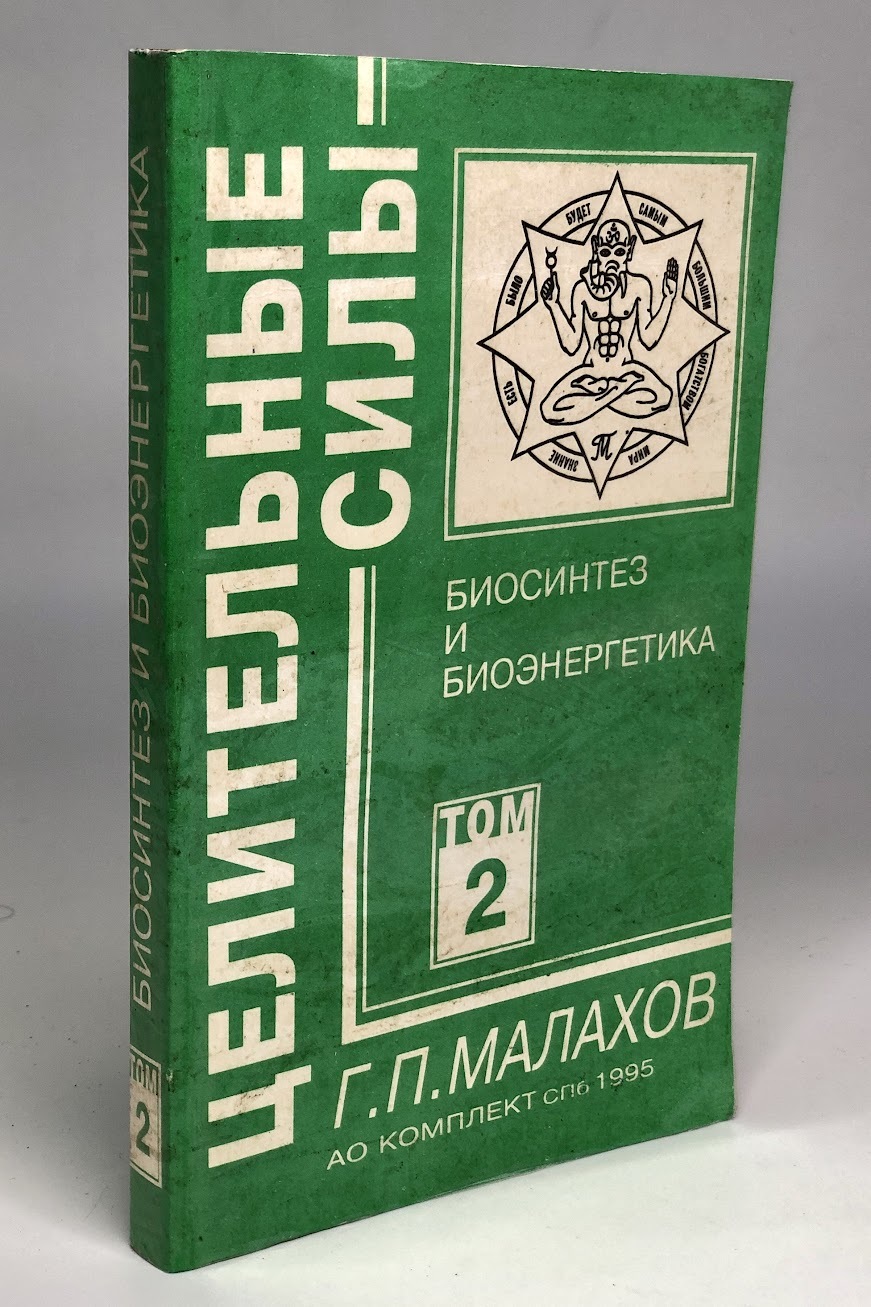 БИОСИНТЕЗ И БИОЭНЕРГЕТИКА
ТОМ
2
ЦЕЛИТЕЛЬНЫЕ
СИЛЫ
ЗНАНИЕ ЕСТЬ БЫЛО БУДЕТ САМЫМ БОЛЬШИМ БОГАТСТВОМ МИРА
М
БИОСИНТЕЗ
И
БИОЭНЕРГЕТИКА
ТОМ
2
Г.П.МАЛАХОВ
АО КОМПЛЕКТ СПб 1995